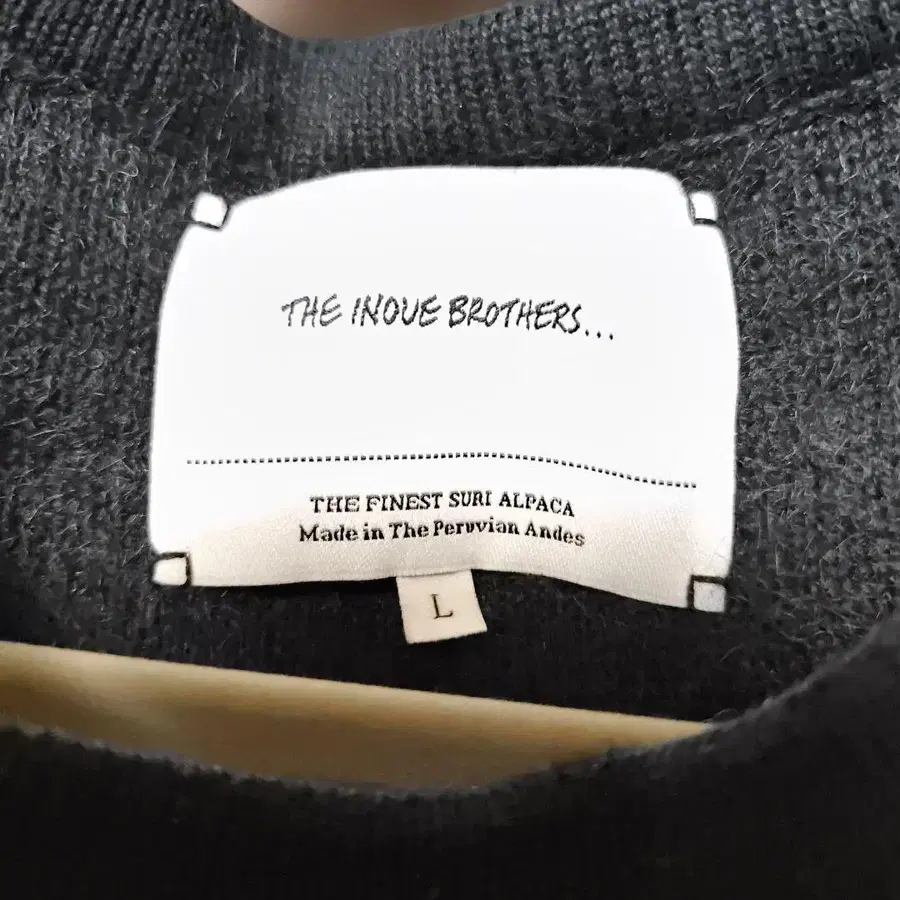 THE INOUE BROTHERS...
THE FINEST SURI ALPACA
Made in The Peruvian Andes
L